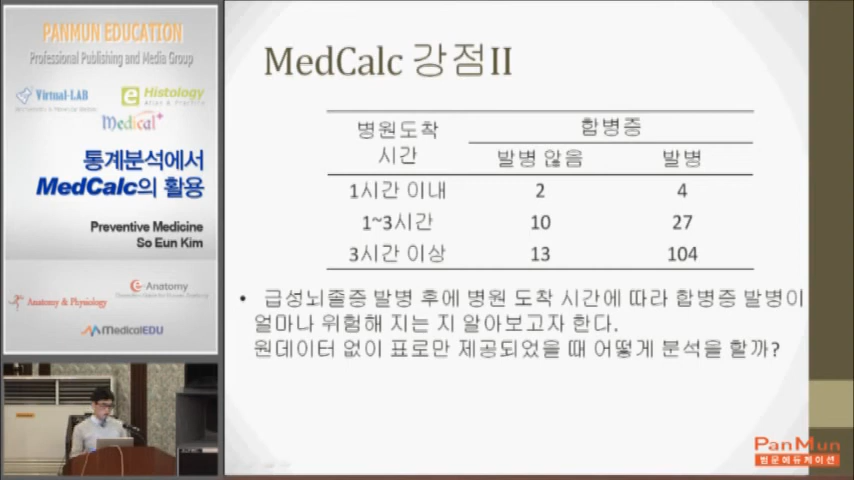 PANMUN EDUCATION
Professional Publishing and Media Group
Virtual-LAB
e Histology
Medical+
통계분석에서
MedCalc의 활용
Preventive Medicine
So Eun Kim
e-Anatomy
Anatomy & Physiology
MedicalEDU
MedCalc 강점II
병원도착 시간 합병증
발병 않음 발병
1시간 이내 2 4
1~3시간 10 27
3시간 이상 13 104
• 급성뇌졸증 발병 후에 병원 도착 시간에 따라 합병증 발병이
얼마나 위험해 지는 지 알아보고자 한다.
원데이터 없이 표로만 제공되었을 때 어떻게 분석을 할까?
PanMun
범문에듀케이션